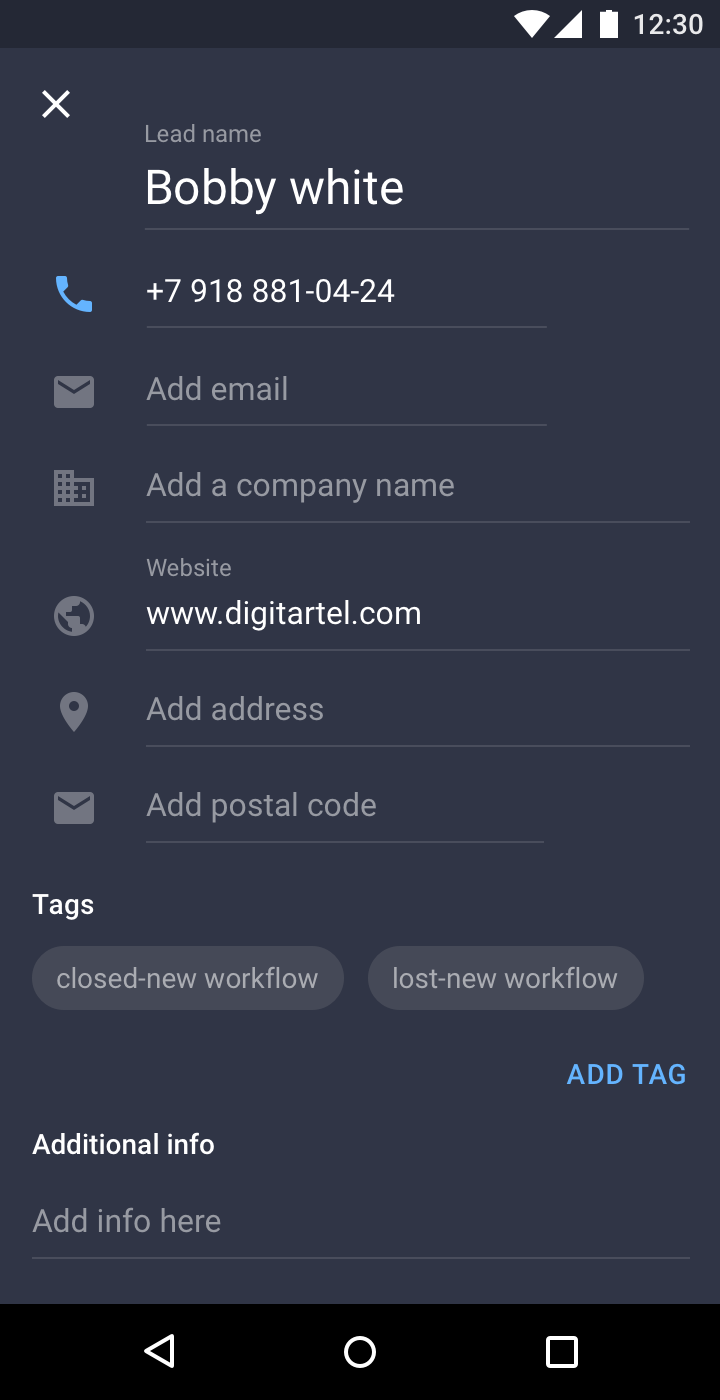 12:30
Lead name
Bobby white
+7 918 881-04-24
Add email
Add a company name
Website
www.digitartel.com
Add address
Add postal code
Tags
closed-new workflow lost-new workflow
ADD TAG
Additional info
Add info here